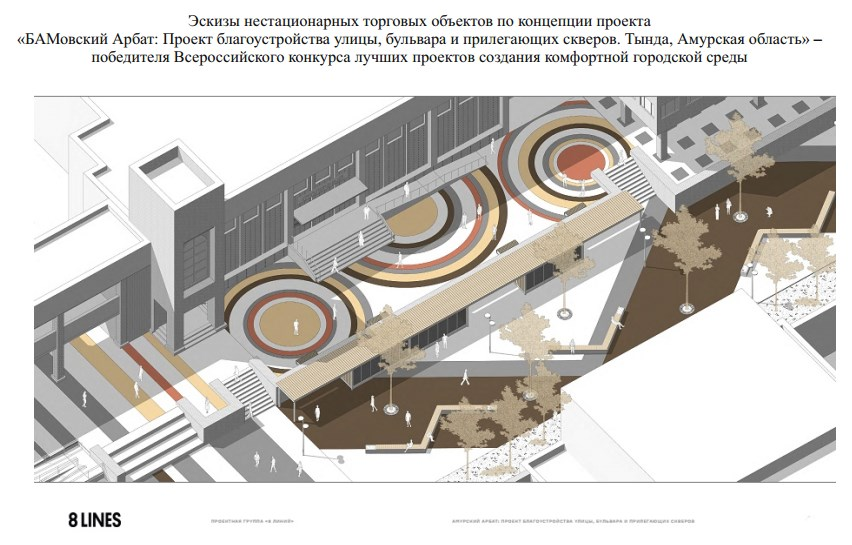 Эскизы нестационарных торговых объектов по концепции проекта
«БАМовский Арбат: Проект благоустройства улицы, бульвара и прилегающих скверов. Тында, Амурская область» –
победителя Всероссийского конкурса лучших проектов создания комфортной городской среды
8 LINES
ПРОЕКТНАЯ ГРУППА «8 ЛИНИЙ»
АМУРСКИЙ АРБАТ: ПРОЕКТ БЛАГОУСТРОЙСТВА УЛИЦЫ, БУЛЬВАРА И ПРИЛЕГАЮЩИХ СКВЕРОВ